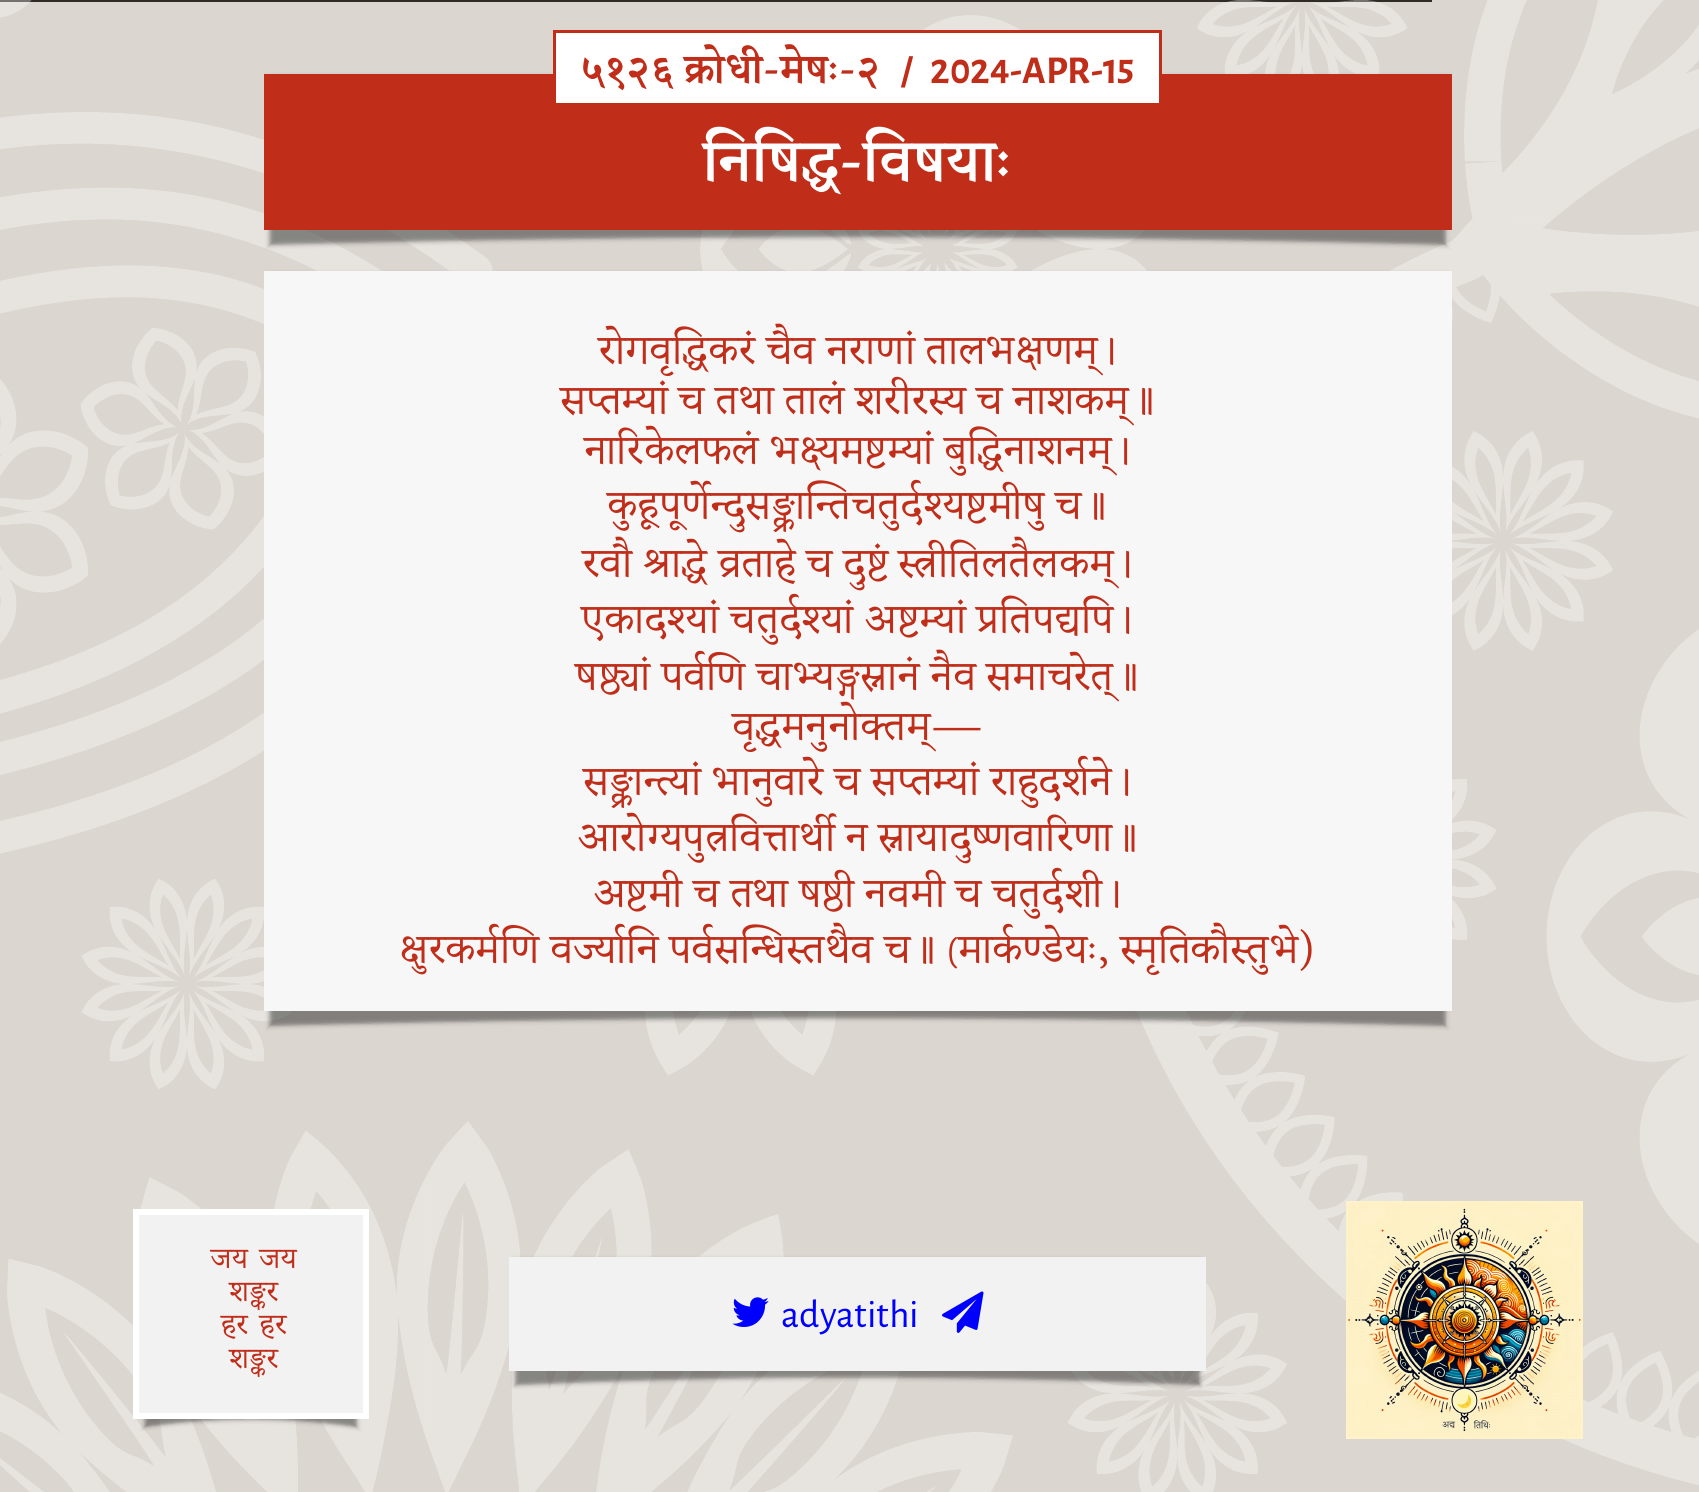 ५१२६ क्रोधी-मेषः-२ / 2024-APR-15
निषिद्ध-विषयाः
रोगवृद्धिकरं चैव नराणां तालभक्षणम्।
सप्तम्यां च तथा तालं शरीरस्य च नाशकम्॥
नारिकेलफलं भक्ष्यमष्टम्यां बुद्धिनाशनम्।
कुहूपूर्णेन्दुसङ्क्रान्तिचतुर्दश्यष्टमीषु च॥
रवौ श्राद्धे व्रताहे च दुष्टं स्त्रीतिलतैलकम्।
एकादश्यां चतुर्दश्यां अष्टम्यां प्रतिपद्यपि।
षष्ठ्यां पर्वणि चाभ्यङ्गस्नानं नैव समाचरेत्॥
वृद्धमनुनोक्तम्—
सङ्क्रान्त्यां भानुवारे च सप्तम्यां राहुदर्शने।
आरोग्यपुत्रवित्तार्थी न स्नायादुष्णवारिणा॥
अष्टमी च तथा षष्ठी नवमी च चतुर्दशी।
क्षुरकर्मणि वर्ज्यानि पर्वसन्धिस्तथैव च॥ (मार्कण्डेयः, स्मृतिकौस्तुभे)
जय जय
शङ्कर
हर हर
शङ्कर
adyatithi
अद्य तिथिः